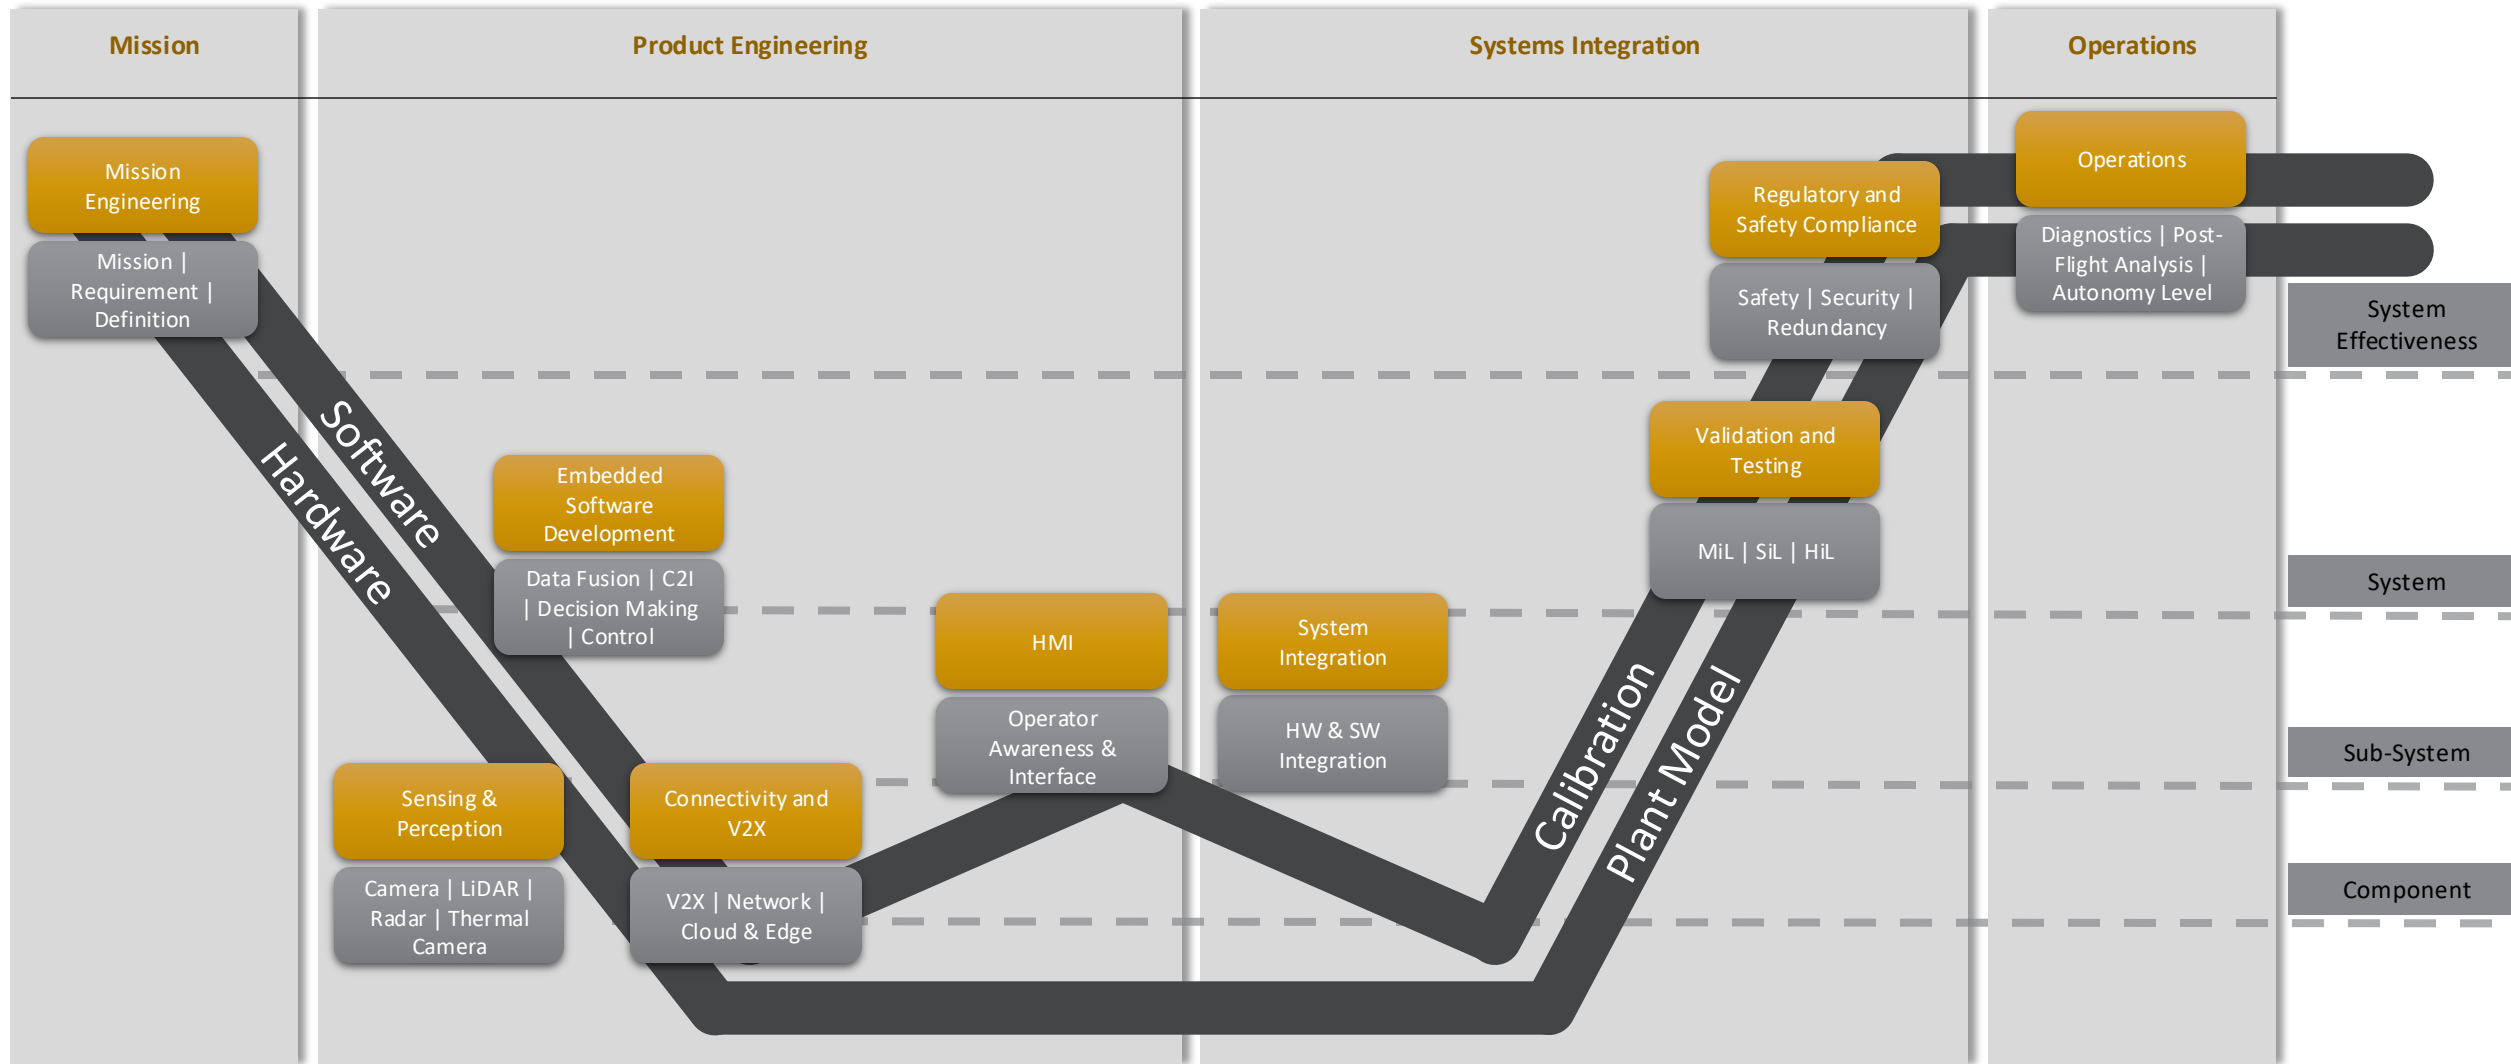 Mission
Product Engineering
Systems Integration
Operations
Mission
Engineering
Mission |
Requirement |
Definition
Software
Hardware
Embedded
Software
Development
Data Fusion | C2I
| Decision Making
| Control
Sensing &
Perception
Camera | LiDAR |
Radar | Thermal
Camera
Connectivity and
V2X
V2X | Network |
Cloud & Edge
HMI
Operator
Awareness &
Interface
System
Integration
HW & SW
Integration
Calibration
Plant Model
Validation and
Testing
MiL | SiL | HiL
Regulatory and
Safety Compliance
Safety | Security |
Redundancy
Operations
Diagnostics | Post-
Flight Analysis |
Autonomy Level
System
Effectiveness
System
Sub-System
Component